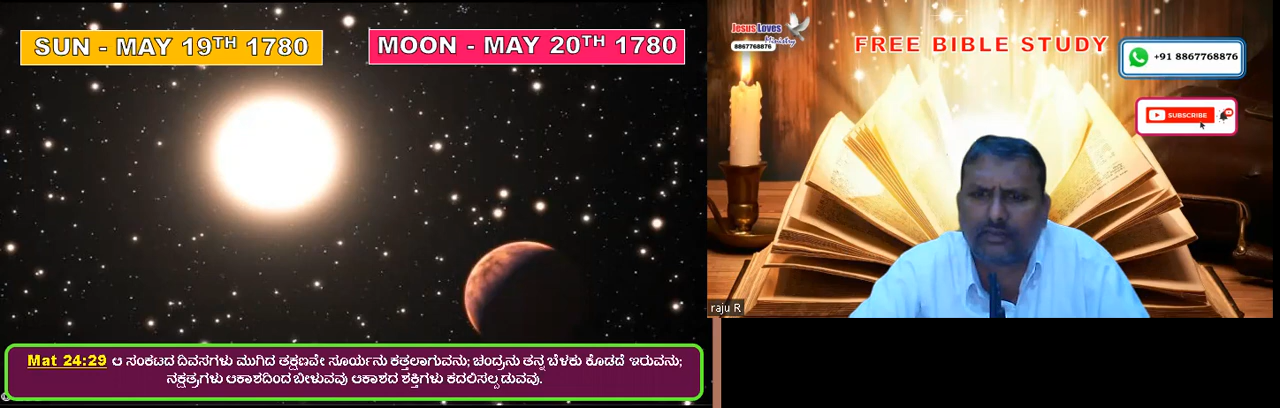 SUN - MAY 19TH 1780
MOON - MAY 20TH 1780
Mat 24:29 ಆ ಸಂಕಟದ ದಿವಸಗಳು ಮುಗಿದ ತಕ್ಷಣವೇ ಸೂರ್ಯನು ಕತ್ತಲಾಗುವನು; ಚಂದ್ರನು ತನ್ನ ಬೆಳಕು ಕೊಡದೆ ಇರುವನು;
ನಕ್ಷತ್ರಗಳು ಆಕಾಶದಿಂದ ಬೀಳುವವು ಆಕಾಶದ ಶಕ್ತಿಗಳು ಕದಲಿಸಲ್ಪಡುವವು.
Jesus Loves
Ministry
8867768876
FREE BIBLE STUDY
+91 8867768876
SUBSCRIBE
raju R